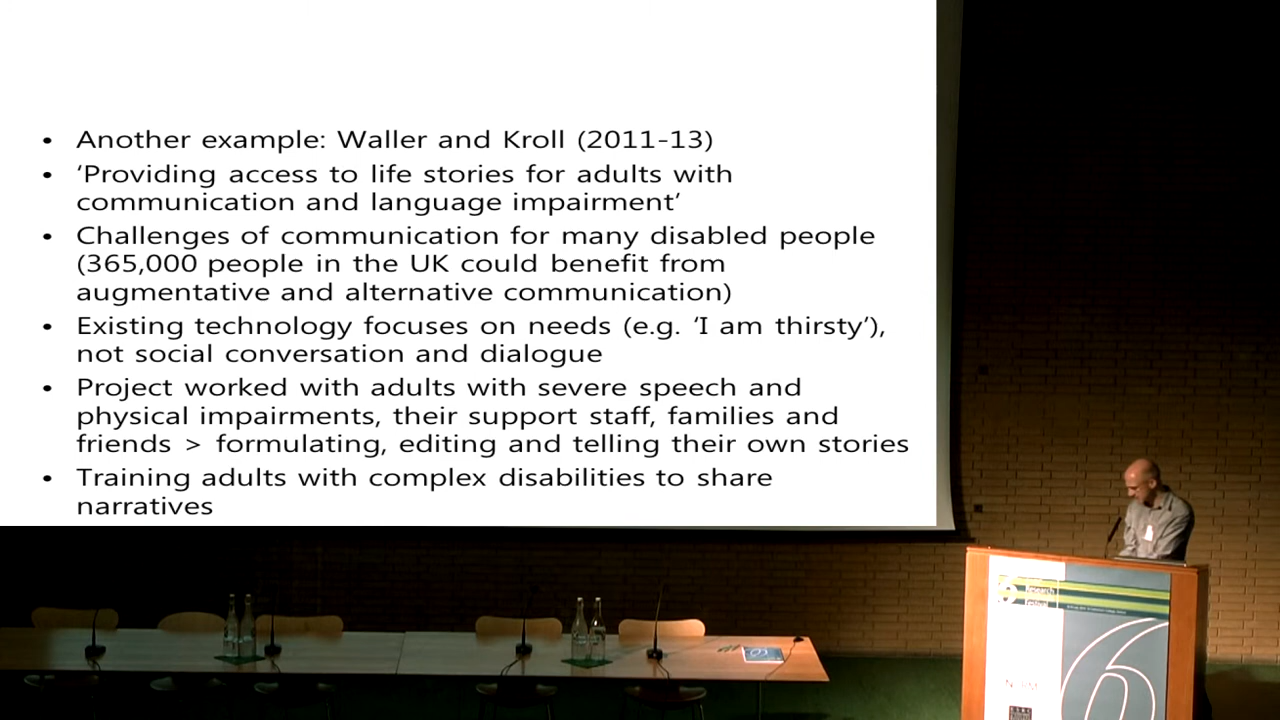 • Another example: Waller and Kroll (2011-13)
• ‘Providing access to life stories for adults with
communication and language impairment’
• Challenges of communication for many disabled people
(365,000 people in the UK could benefit from
augmentative and alternative communication)
• Existing technology focuses on needs (e.g. ‘I am thirsty’),
not social conversation and dialogue
• Project worked with adults with severe speech and
physical impairments, their support staff, families and
friends > formulating, editing and telling their own stories
• Training adults with complex disabilities to share
narratives
6
Research
Festival
6